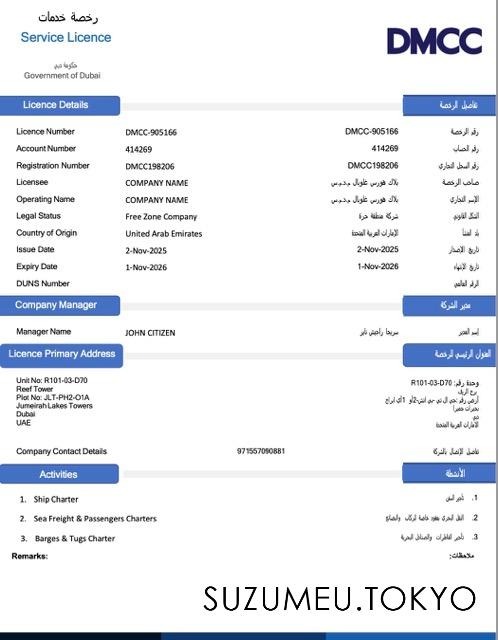 رخصة خدمات
Service Licence
حكومة دبي
Government of Dubai
DMCC
Licence Details تفاصيل الرخصة
Licence Number DMCC-905166 DMCC-905166 رقم الرخصة
Account Number 414269 414269 رقم الحساب
Registration Number DMCC198206 DMCC198206 رقم السجل التجاري
Licensee COMPANY NAME بلاك هورس غلوبال م.د.م.س صاحب الرخصة
Operating Name COMPANY NAME بلاك هورس غلوبال م.د.م.س الإسم التجاري
Legal Status Free Zone Company شركة منطقة حرة الشكل القانوني
Country of Origin United Arab Emirates الإمارات العربية المتحدة بلد المنشأ
Issue Date 2-Nov-2025 2-Nov-2025 تاريخ الإصدار
Expiry Date 1-Nov-2026 1-Nov-2026 تاريخ الإنتهاء
DUNS Number الرقم العالمي
Company Manager مدير الشركة
Manager Name JOHN CITIZEN إسم المدير
Licence Primary Address العنوان الرئيسي للرخصة
Unit No: R101-03-D70 وحدة رقم: R101-03-D70
Reef Tower برج الريف
Plot No: JLT-PH2-O1A
Jumeirah Lakes Towers بحيرات جميرا
Dubai دبي
UAE الإمارات العربية المتحدة
Company Contact Details 971557090881 تفاصيل الإتصال بالشركة
Activities الأنشطة
1. Ship Charter 1. تأجير السفن
2. Sea Freight & Passengers Charters 2. النقل البحري بعقود خاصة للركاب والبضائع
3. Barges & Tugs Charter 3. تأجير القاطرات والصنادل البحرية
Remarks: ملاحظات:
SUZUMEU.TOKYO